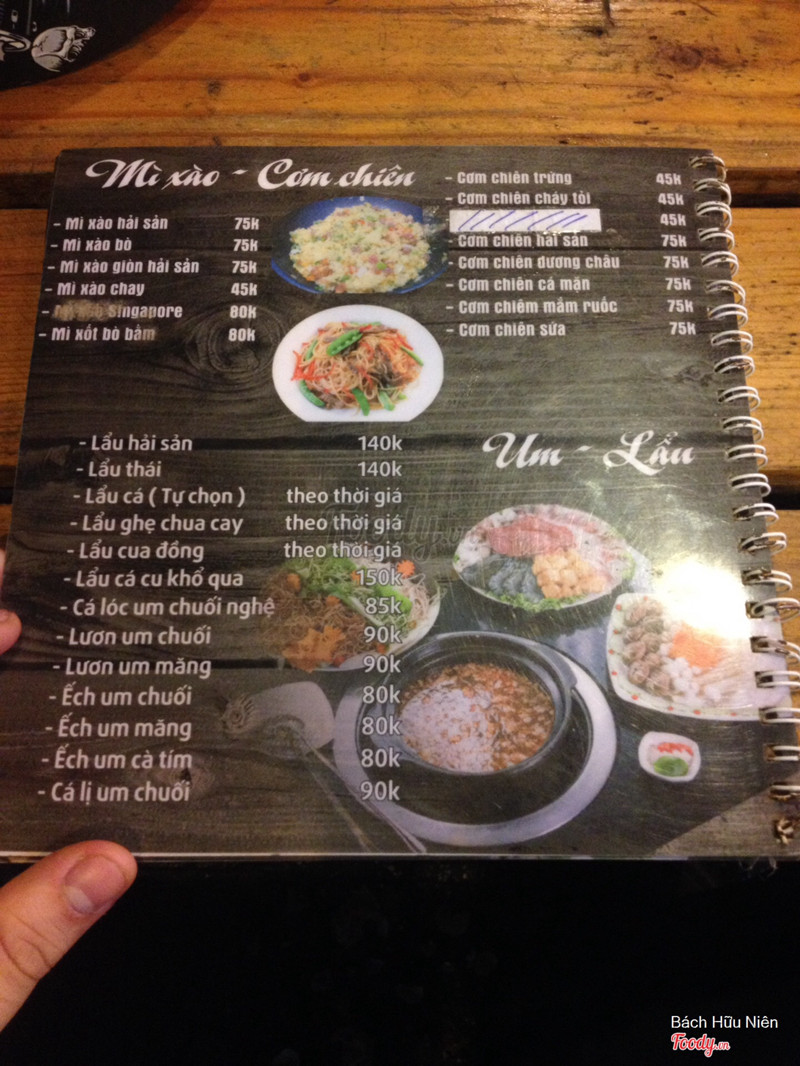 Mì xào - Cơm chiên
- Mì xào hải sản 75k
- Mì xào bò 75k
- Mì xào giòn hải sản 75k
- Mì xào chay 45k
Singapore 80k
- Mì xốt bò bằm 80k
- Cơm chiên trứng 45k
- Cơm chiên cháy tỏi 45k
45k
- Cơm chiên hải sản 75k
- Cơm chiên dương châu 75k
- Cơm chiên cá mặn 75k
- Cơm chiêm mắm ruốc 75k
- Cơm chiên sứa 75k
Um - Lẩu
- Lẩu hải sản 140k
- Lẩu thái 140k
- Lẩu cá ( Tự chọn ) theo thời giá
- Lẩu ghẹ chua cay theo thời giá
- Lẩu cua đồng theo thời giá
- Lẩu cá cu khổ qua 150k
- Cá lóc um chuối nghệ 85k
- Lươn um chuối 90k
- Lươn um măng 90k
- Ếch um chuối 80k
- Ếch um măng 80k
- Ếch um cà tím 80k
- Cá lị um chuối 90k
Foody.vn
Bách Hữu Niên
Foody.vn